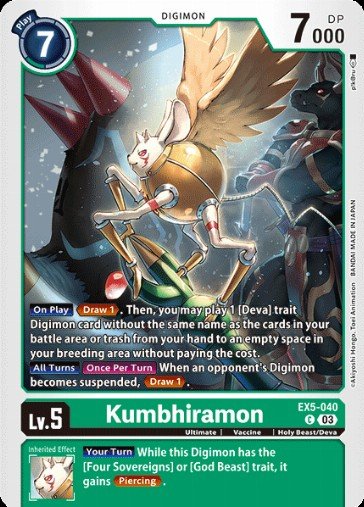 DIGIMON
Play
7
7000
DP
On Play Draw 1. Then, you may play 1 [Deva] trait
Digimon card without the same name as the cards in your
battle area or trash from your hand to an empty space in
your breeding area without paying the cost.
All Turns Once Per Turn When an opponent's Digimon
becomes suspended, Draw 1.
©Akiyoshi Hongo, Toei Animation BANDAI MADE IN JAPAN
Lv.5
Kumbhiramon
EX5-040
C 03
Ultimate | Vaccine | Holy Beast/Deva
Inherited Effect
Your Turn While this Digimon has the
[Four Sovereigns] or [God Beast] trait, it
gains Piercing.